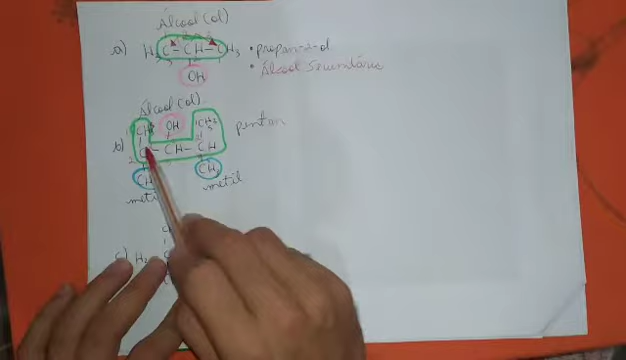 Álcool (ol)
a) H₃C - CH - CH₃ • propan-2-ol
OH • Álcool Secundário
Álcool (ol)
CH₃ OH CH₃ pentan
b) C - CH - CH
CH₃
metil
c) H₃